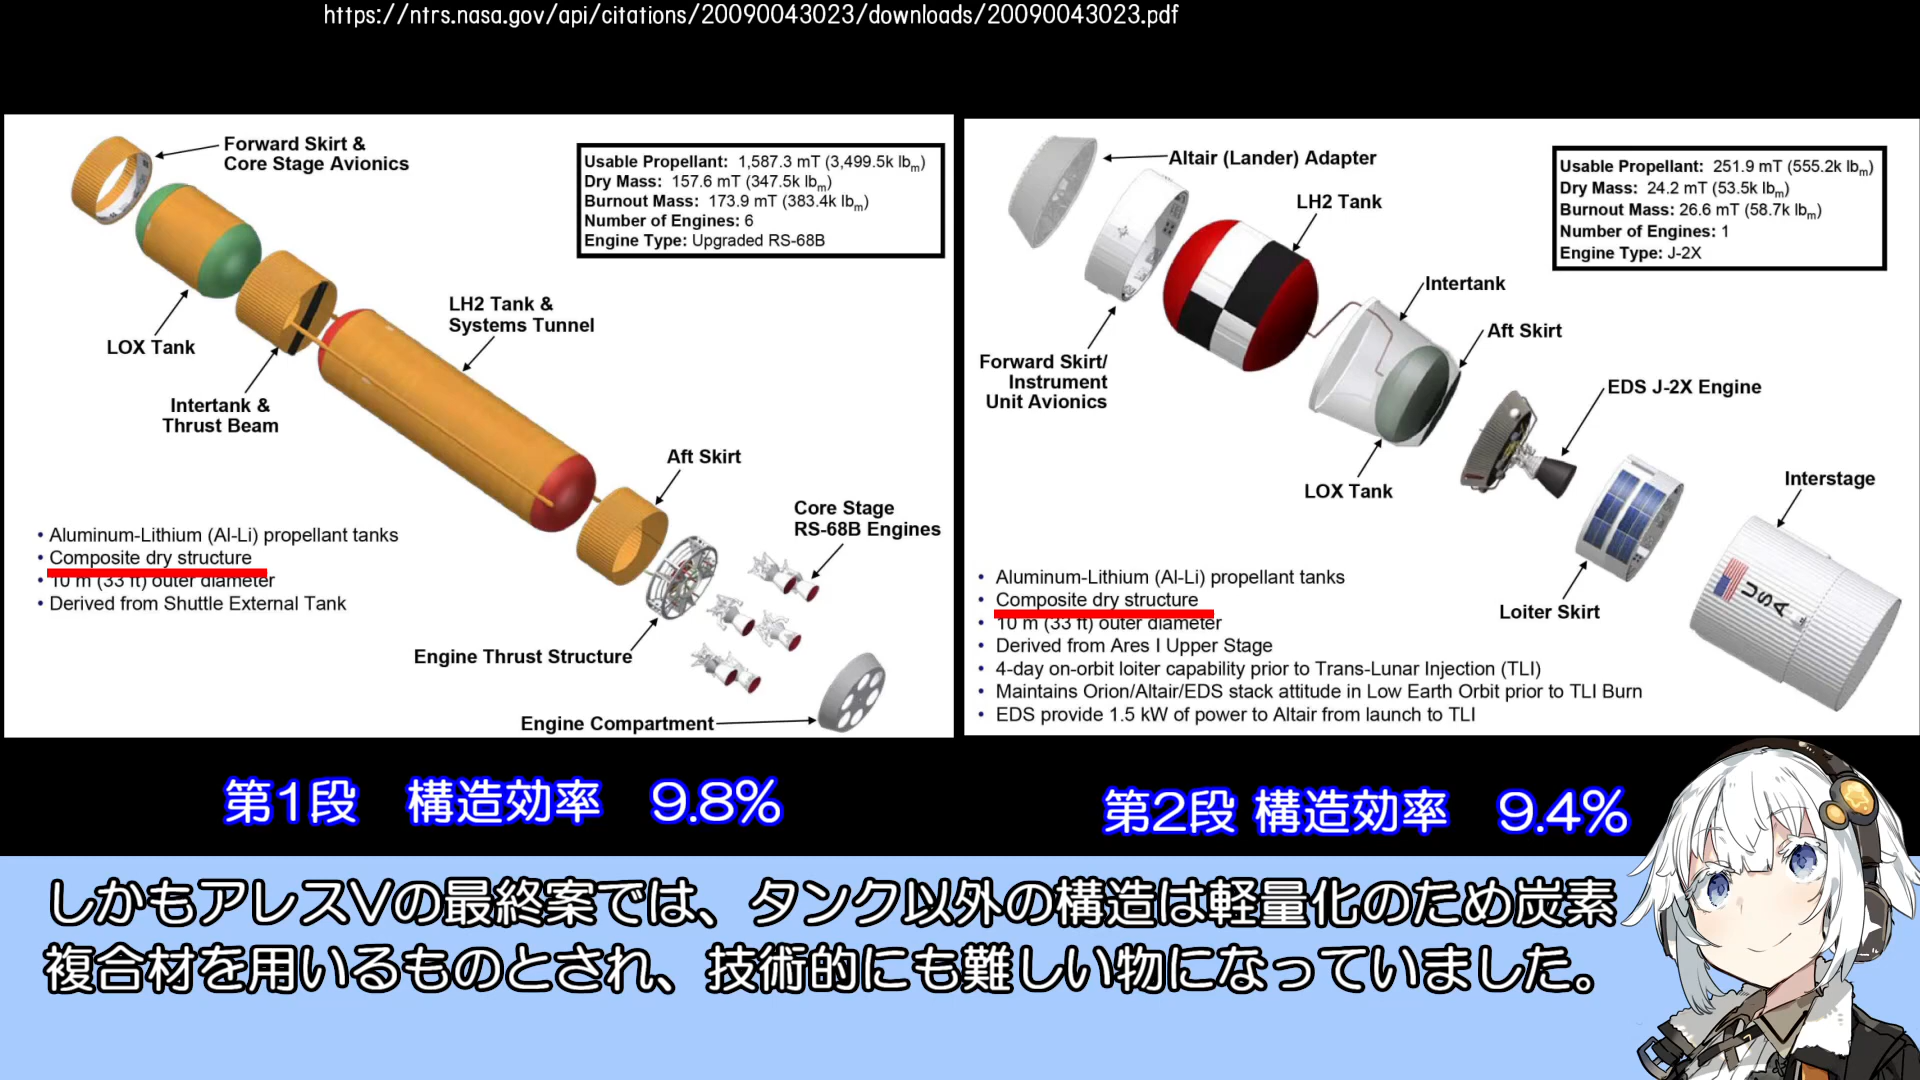 https://ntrs.nasa.gov/api/citations/20090043023/downloads/20090043023.pdf
Forward Skirt &
Core Stage Avionics
Usable Propellant: 1,587.3 mT (3,499.5k lbm)
Dry Mass: 157.6 mT (347.5k lbm)
Burnout Mass: 173.9 mT (383.4k lbm)
Number of Engines: 6
Engine Type: Upgraded RS-68B
LOX Tank
LH2 Tank &
Systems Tunnel
Intertank &
Thrust Beam
Aft Skirt
Core Stage
RS-68B Engines
• Aluminum-Lithium (Al-Li) propellant tanks
• Composite dry structure
• 10 m (33 ft) outer diameter
• Derived from Shuttle External Tank
Engine Thrust Structure
Engine Compartment
Altair (Lander) Adapter
Usable Propellant: 251.9 mT (555.2k lbm)
Dry Mass: 24.2 mT (53.5k lbm)
Burnout Mass: 26.6 mT (58.7k lbm)
Number of Engines: 1
Engine Type: J-2X
LH2 Tank
Intertank
Aft Skirt
Forward Skirt/
Instrument
Unit Avionics
EDS J-2X Engine
LOX Tank
Interstage
USA
Loiter Skirt
• Aluminum-Lithium (Al-Li) propellant tanks
• Composite dry structure
• 10 m (33 ft) outer diameter
• Derived from Ares I Upper Stage
• 4-day on-orbit loiter capability prior to Trans-Lunar Injection (TLI)
• Maintains Orion/Altair/EDS stack attitude in Low Earth Orbit prior to TLI Burn
• EDS provide 1.5 kW of power to Altair from launch to TLI
第1段　構造効率　9.8%
第2段 構造効率　9.4%
しかもアレスVの最終案では、タンク以外の構造は軽量化のため炭素
複合材を用いるものとされ、技術的にも難しい物になっていました。